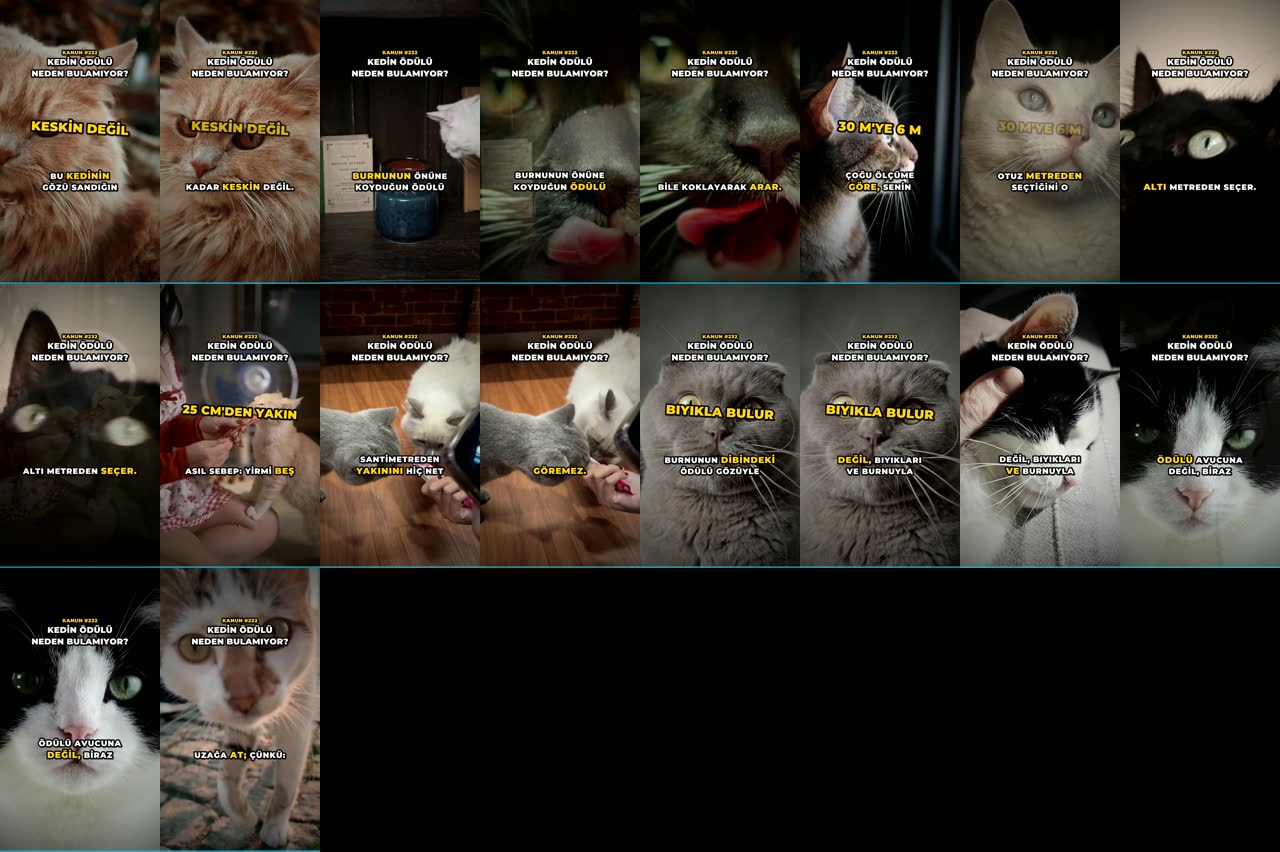 KANUN #232
KEDİN ÖDÜLÜ
NEDEN BULAMIYOR?
KESKİN DEĞİL
BU KEDİNİN
GÖZÜ SANDIĞIN
KANUN #232
KEDİN ÖDÜLÜ
NEDEN BULAMIYOR?
KESKİN DEĞİL
KADAR KESKİN DEĞİL.
KANUN #232
KEDİN ÖDÜLÜ
NEDEN BULAMIYOR?
BURNUNUN ÖNÜNE
KOYDUĞUN ÖDÜLÜ
KANUN #232
KEDİN ÖDÜLÜ
NEDEN BULAMIYOR?
BURNUNUN ÖNÜNE
KOYDUĞUN ÖDÜLÜ
KANUN #232
KEDİN ÖDÜLÜ
NEDEN BULAMIYOR?
BİLE KOKLAYARAK ARAR.
KANUN #232
KEDİN ÖDÜLÜ
NEDEN BULAMIYOR?
30 M'YE 6 M
ÇOĞU ÖLÇÜME
GÖRE, SENİN
KANUN #232
KEDİN ÖDÜLÜ
NEDEN BULAMIYOR?
30 M'YE 6 M
OTUZ METREDEN
SEÇTİĞİNİ O
KANUN #232
KEDİN ÖDÜLÜ
NEDEN BULAMIYOR?
ALTI METREDEN SEÇER.
KANUN #232
KEDİN ÖDÜLÜ
NEDEN BULAMIYOR?
ALTI METREDEN SEÇER.
KANUN #232
KEDİN ÖDÜLÜ
NEDEN BULAMIYOR?
25 CM'DEN YAKIN
ASIL SEBEP: YİRMİ BEŞ
KANUN #232
KEDİN ÖDÜLÜ
NEDEN BULAMIYOR?
SANTİMETREDEN
YAKININI HİÇ NET
KANUN #232
KEDİN ÖDÜLÜ
NEDEN BULAMIYOR?
GÖREMEZ.
KANUN #232
KEDİN ÖDÜLÜ
NEDEN BULAMIYOR?
BIYIKLA BULUR
BURNUNUN DİBİNDEKİ
ÖDÜLÜ GÖZÜYLE
KANUN #232
KEDİN ÖDÜLÜ
NEDEN BULAMIYOR?
BIYIKLA BULUR
DEĞİL, BIYIKLARI
VE BURNUYLA
KANUN #232
KEDİN ÖDÜLÜ
NEDEN BULAMIYOR?
DEĞİL, BIYIKLARI
VE BURNUYLA
KANUN #232
KEDİN ÖDÜLÜ
NEDEN BULAMIYOR?
ÖDÜLÜ AVUCUNA
DEĞİL, BİRAZ
KANUN #232
KEDİN ÖDÜLÜ
NEDEN BULAMIYOR?
ÖDÜLÜ AVUCUNA
DEĞİL, BİRAZ
KANUN #232
KEDİN ÖDÜLÜ
NEDEN BULAMIYOR?
UZAĞA AT; ÇÜNKÜ: